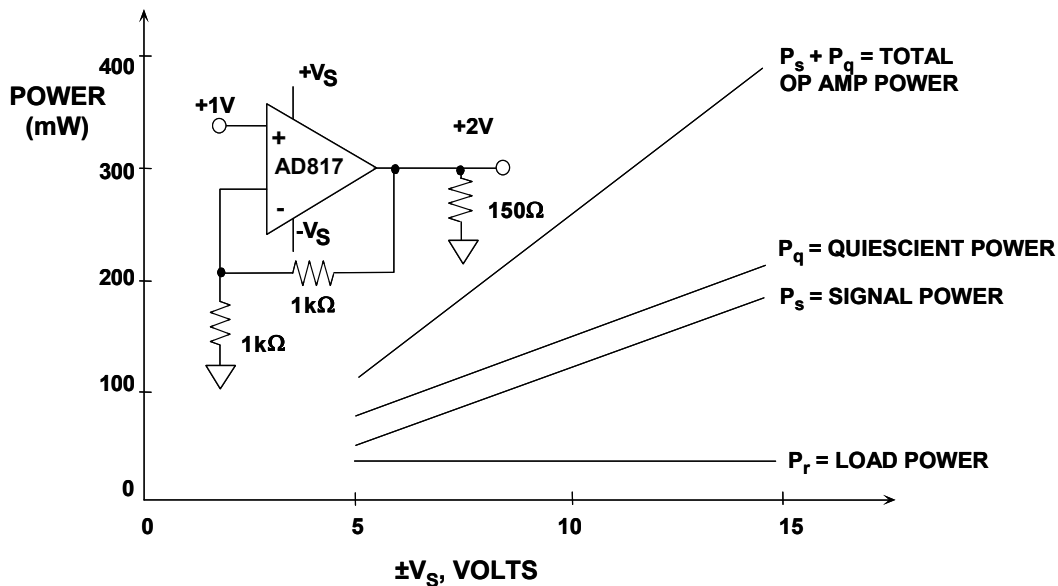 400
POWER
(mW)
300
200
100
0
0
5
10
15
±VS, VOLTS
+VS
+1V
+
AD817
-
-VS
+2V
150Ω
1kΩ
1kΩ
Ps + Pq = TOTAL
OP AMP POWER
Pq = QUIESCIENT POWER
Ps = SIGNAL POWER
Pr = LOAD POWER